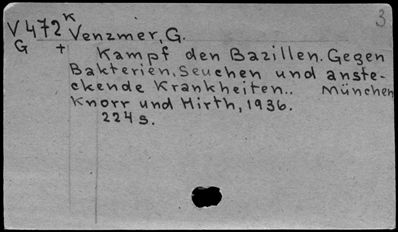 3
V472K Venzmer, G.
G + Kampf den Bazillen. Gegen
Bakterien, Seuchen und anste-
ckende Krankheiten.. München
Knorr und Hirth, 1936.
224 s.